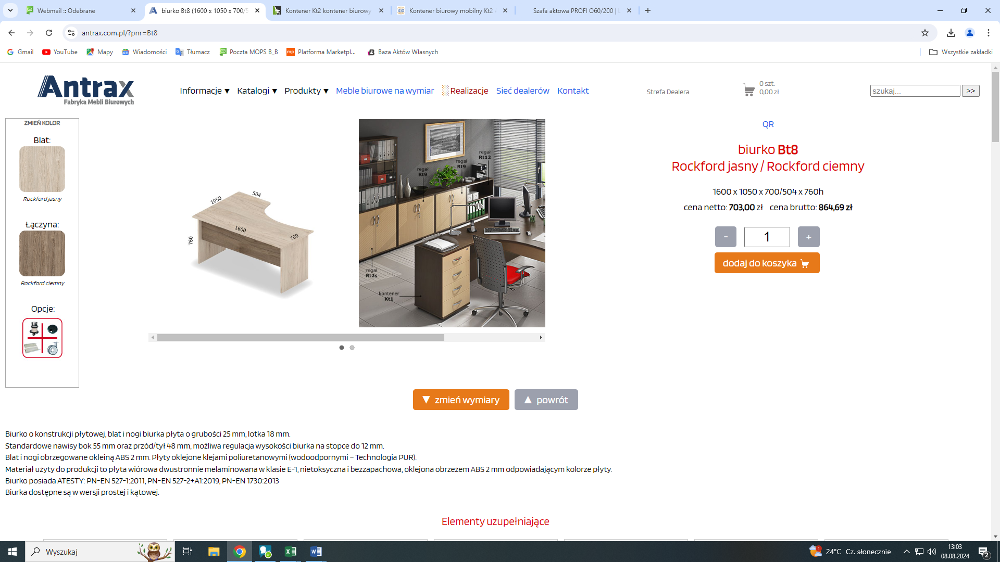 Webmail :: Odebrane
biurko Bt8 (1600 x 1050 x 700/5
Kontener Kt2 kontener biurowy
Kontener biurowy mobilny Kt2
Szafa aktowa PROFI O60/200 |
antrax.com.pl/?pnr=Bt8
Gmail
YouTube
Mapy
Wiadomości
Tłumacz
Poczta MOPS B_B
Platforma Marketpl...
Baza Aktów Własnych
Wszystkie zakładki
Antrax
Fabryka Mebli Biurowych
Informacje ▼
Katalogi ▼
Produkty ▼
Meble biurowe na wymiar
Realizacje
Sieć dealerów
Kontakt
Strefa Dealera
0 szt.
0,00 zł
szukaj...
>>
ZMIEŃ KOLOR
Blat:
Rockford jasny
Łączyna:
Rockford ciemny
Opcje:
1050
504
1600
700
760
regał
Rt12
regał
Rt9
regał
Rt9
regał
Rt2s
kontener
Kt1
QR
biurko Bt8
Rockford jasny / Rockford ciemny
1600 x 1050 x 700/504 x 760h
cena netto: 703,00 zł cena brutto: 864,69 zł
- 1 +
dodaj do koszyka
▼ zmień wymiary
▲ powrót
Biurko o konstrukcji płytowej, blat i nogi biurka płyta o grubości 25 mm, lotka 18 mm.
Standardowe nawisy bok 55 mm oraz przód/tył 48 mm, możliwa regulacja wysokości biurka na stopce do 12 mm.
Blat i nogi obrzegowane okleiną ABS 2 mm. Płyty oklejone klejami poliuretanowymi (wodoodpornymi – Technologia PUR).
Materiał użyty do produkcji to płyta wiórowa dwustronnie melaminowana w klasie E-1, nietoksyczna i bezzapachowa, oklejona obrzeżem ABS 2 mm odpowiadającym kolorze płyty.
Biurko posiada ATESTY: PN-EN 527-1:2011, PN-EN 527-2+A1:2019, PN-EN 1730:2013
Biurka dostępne są w wersji prostej i kątowej.
Elementy uzupełniające
Wyszukaj
1
24°C Cz. słonecznie
13:03
08.08.2024
2